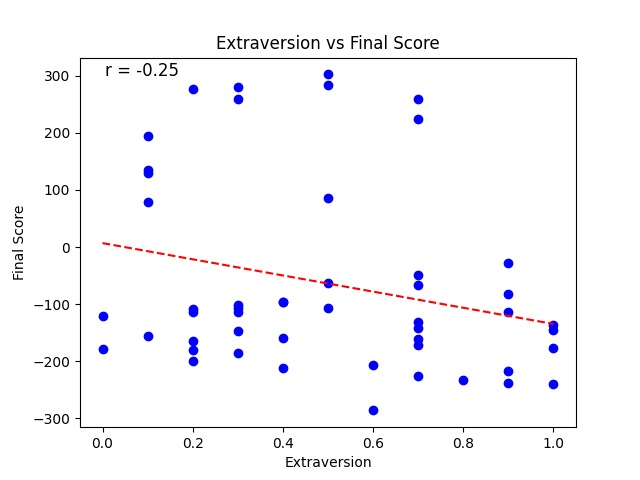 Extraversion vs Final Score
r = -0.25
Final Score
300
200
100
0
−100
−200
−300
0.0 0.2 0.4 0.6 0.8 1.0
Extraversion